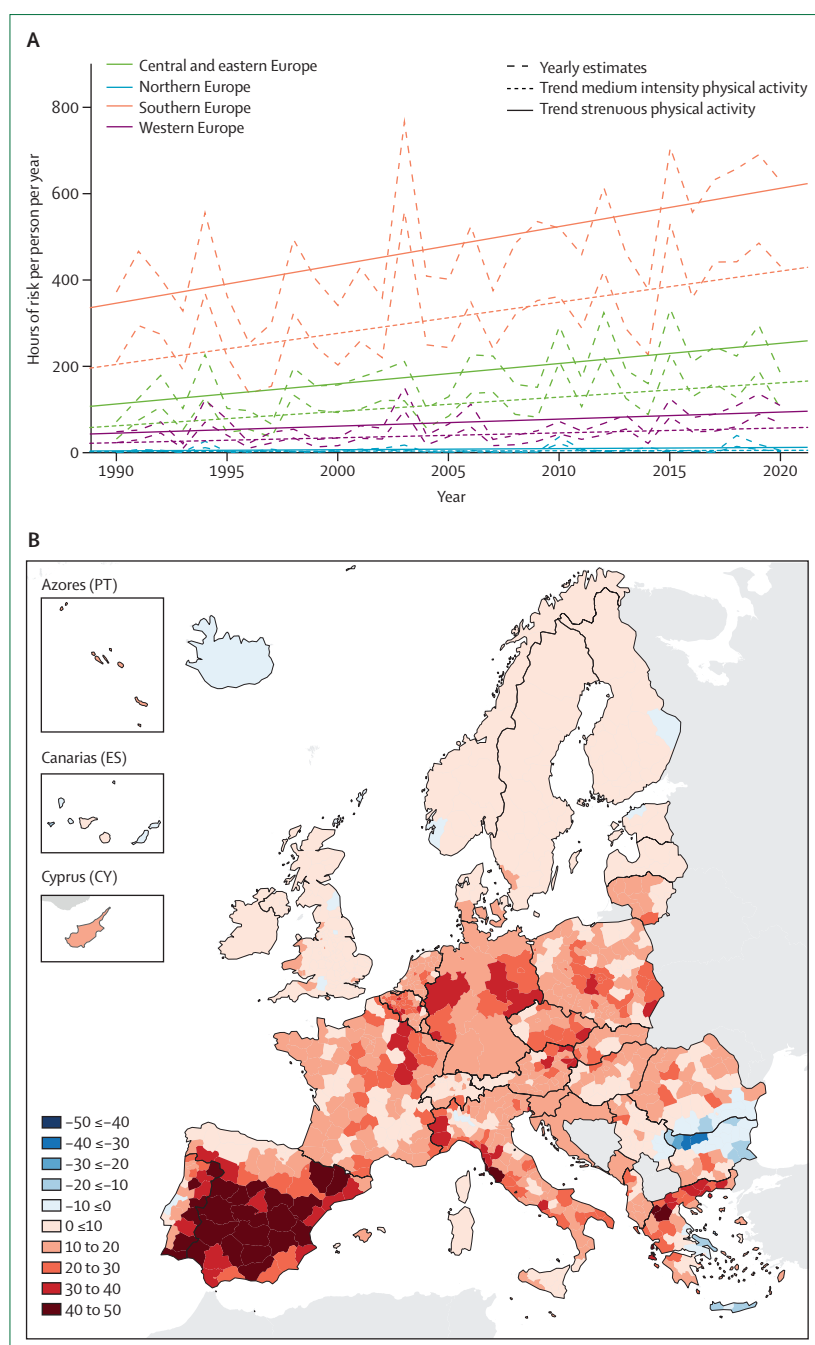 A
Central and eastern Europe
Northern Europe
Southern Europe
Western Europe
Yearly estimates
Trend medium intensity physical activity
Trend strenuous physical activity
Hours of risk per person per year
800
600
400
200
0
1990
1995
2000
2005
2010
2015
2020
Year
B
Azores (PT)
Canarias (ES)
Cyprus (CY)
–50 ≤–40
–40 ≤–30
–30 ≤–20
–20 ≤–10
–10 ≤0
0 ≤10
10 to 20
20 to 30
30 to 40
40 to 50